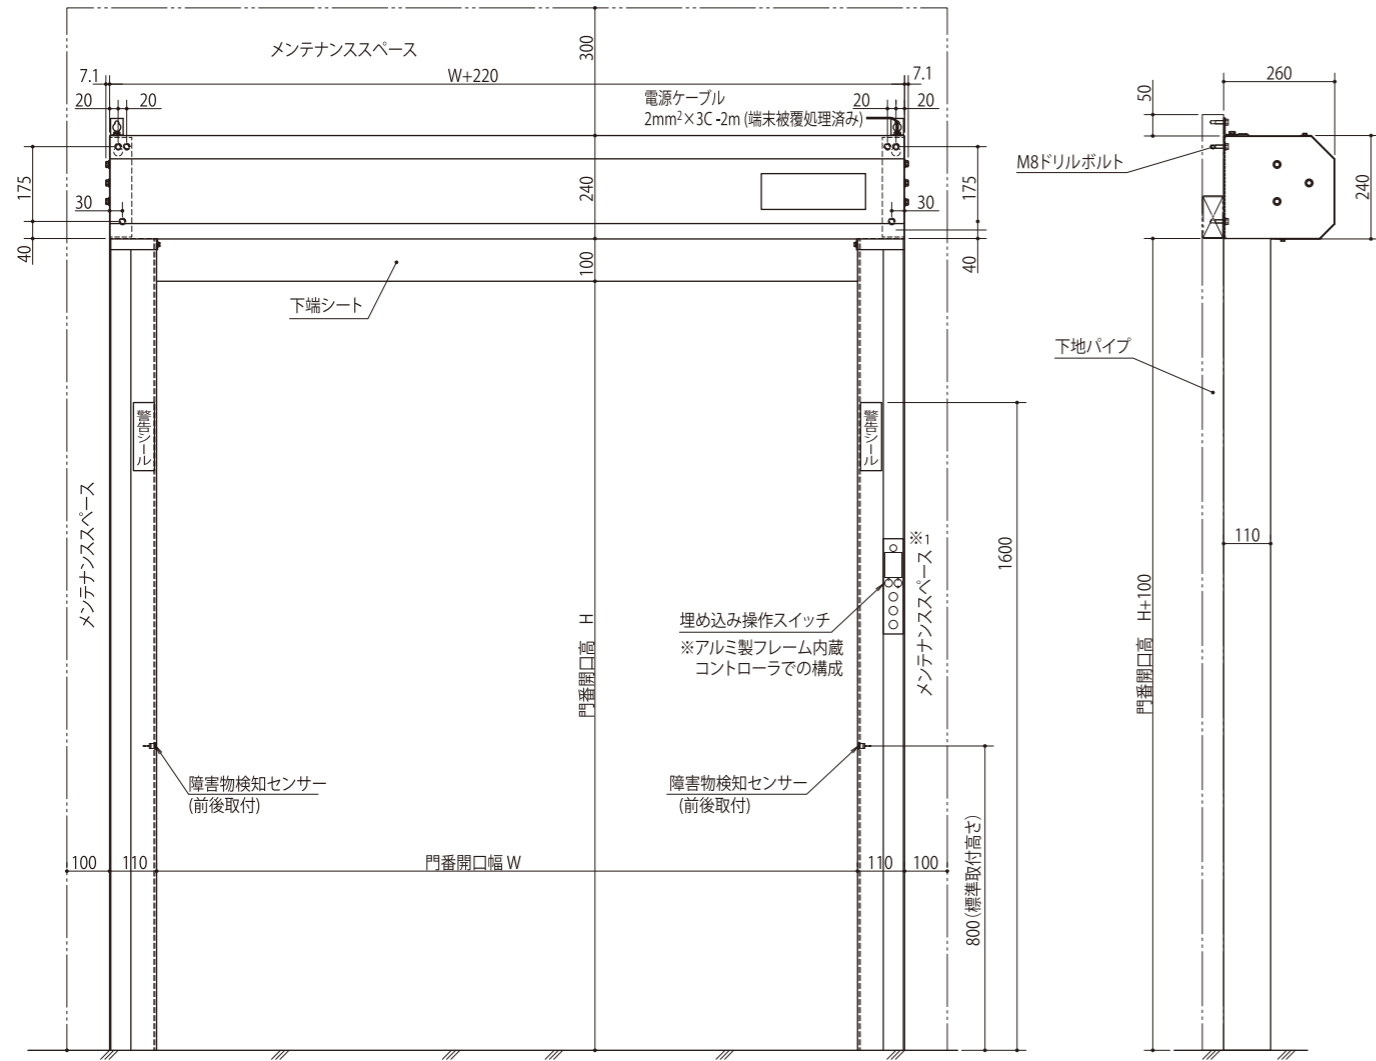 メンテナンススペース
300
7.1
W+220
7.1
20
20
電源ケーブル
2mm²×3C -2m (端末被覆処理済み)
20
20
175
30
240
30
175
40
100
40
下端シート
警告シール
警告シール
メンテナンススペース
※1
メンテナンススペース
1600
埋め込み操作スイッチ
※アルミ製フレーム内蔵
コントローラでの構成
門番開口高 H
障害物検知センサー
(前後取付)
障害物検知センサー
(前後取付)
800 (標準取付高さ)
100
110
門番開口幅 W
110
100
260
50
M8ドリルボルト
240
下地パイプ
110
門番開口高 H+100